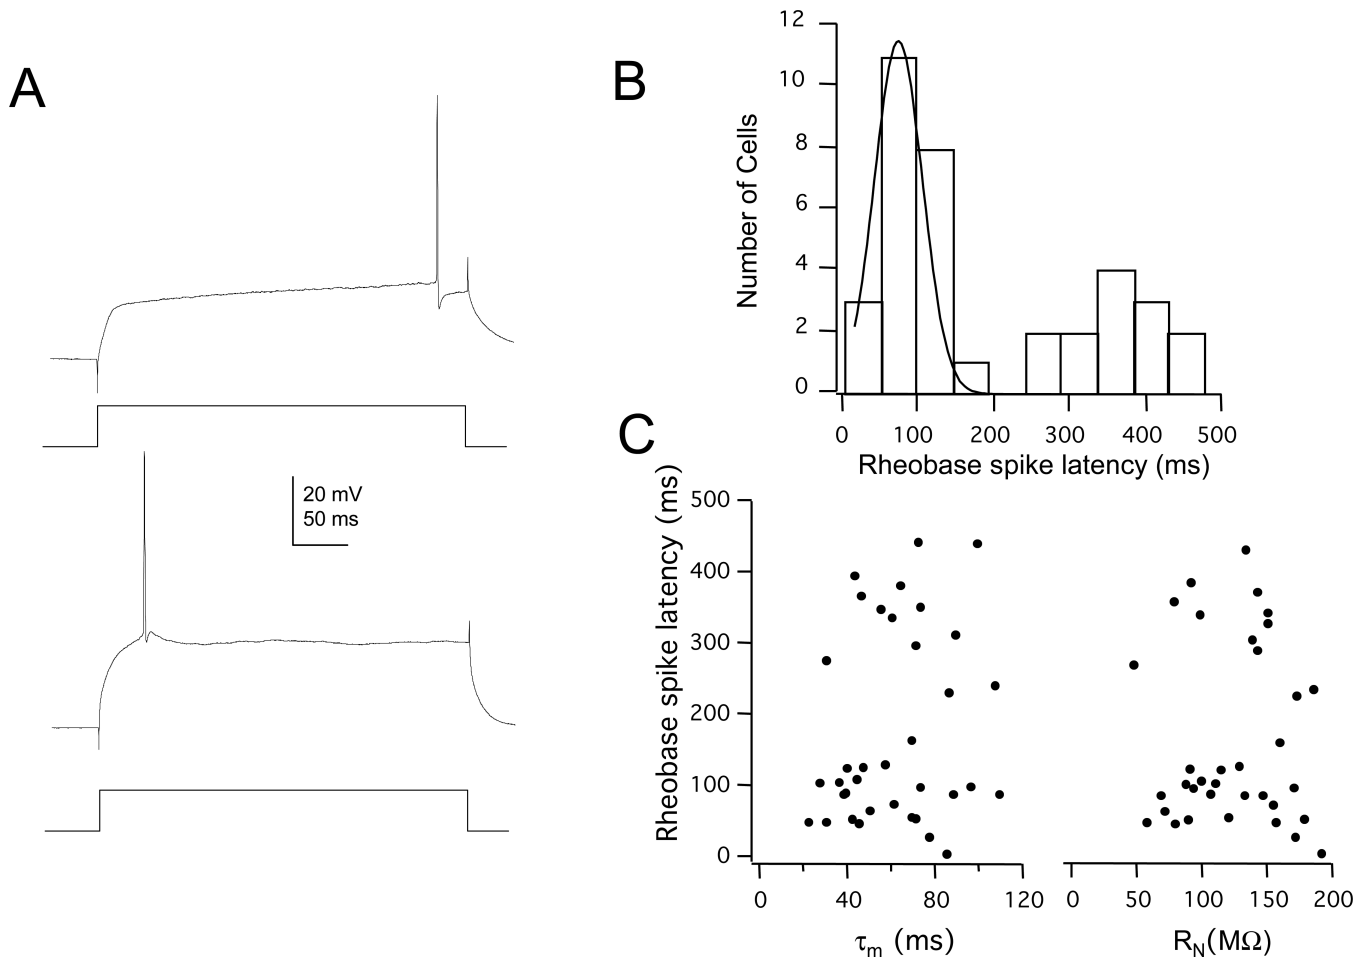 A
20 mV
50 ms
B
Number of Cells
12
10
8
6
4
2
0
0 100 200 300 400 500
Rheobase spike latency (ms)
C
Rheobase spike latency (ms)
500
400
300
200
100
0
0 40 80 120
τm (ms)
0 50 100 150 200
RN(MΩ)